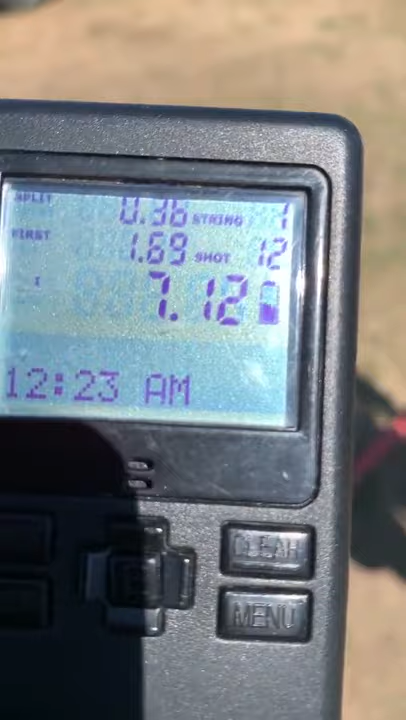 SPLIT 0.36 STRING 1
FIRST 1.69 SHOT 12
7.12
12:23 AM
CLEAR
MENU